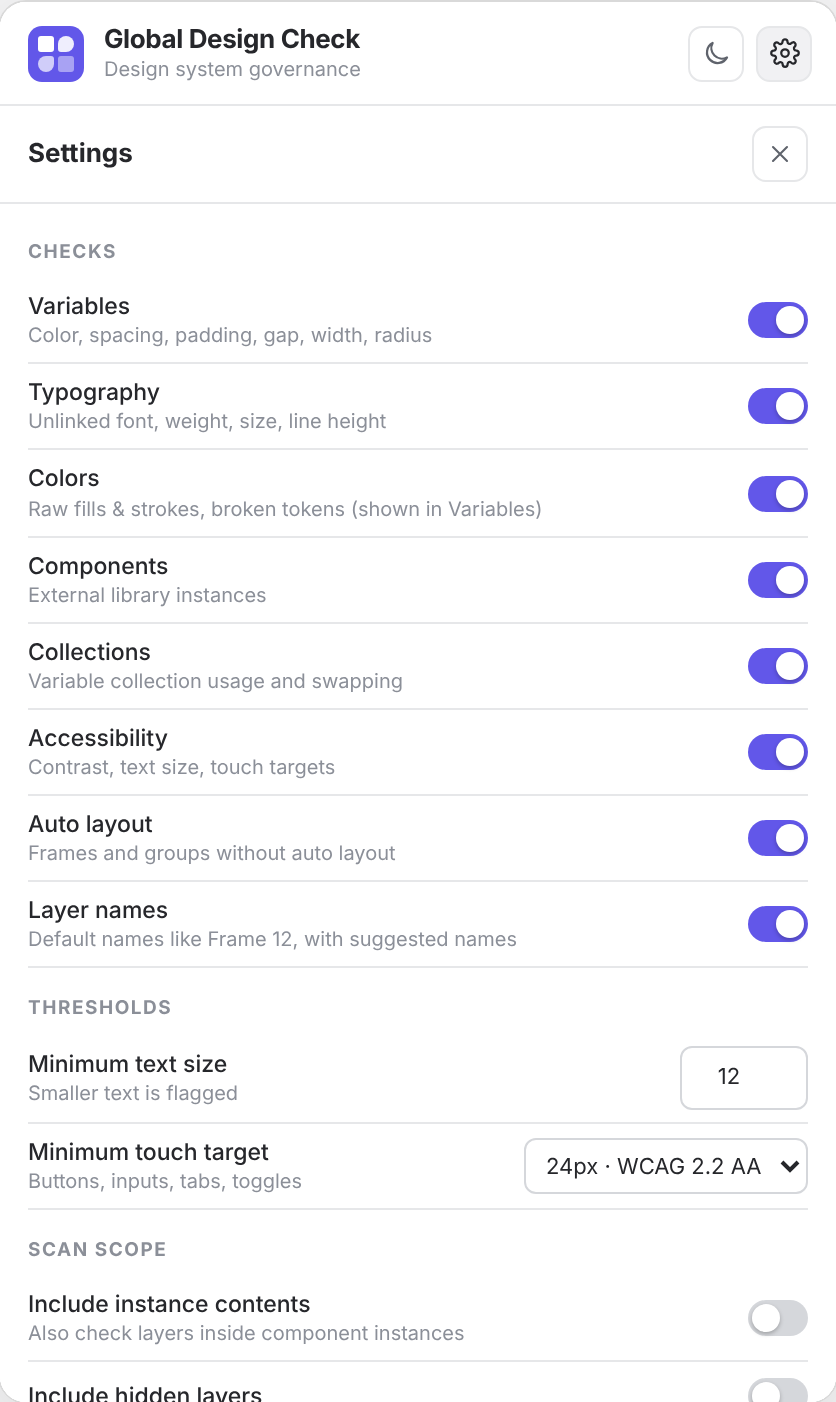 Global Design Check
Design system governance
Settings
CHECKS
Variables
Color, spacing, padding, gap, width, radius
Typography
Unlinked font, weight, size, line height
Colors
Raw fills & strokes, broken tokens (shown in Variables)
Components
External library instances
Collections
Variable collection usage and swapping
Accessibility
Contrast, text size, touch targets
Auto layout
Frames and groups without auto layout
Layer names
Default names like Frame 12, with suggested names
THRESHOLDS
Minimum text size
Smaller text is flagged
12
Minimum touch target
Buttons, inputs, tabs, toggles
24px · WCAG 2.2 AA
SCAN SCOPE
Include instance contents
Also check layers inside component instances
Include hidden layers